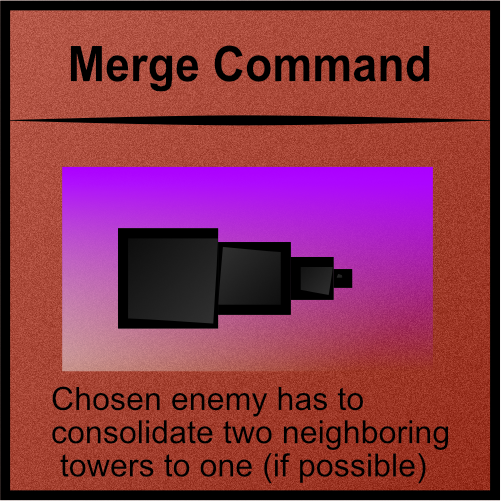 Merge Command
Chosen enemy has to
consolidate two neighboring
towers to one (if possible)